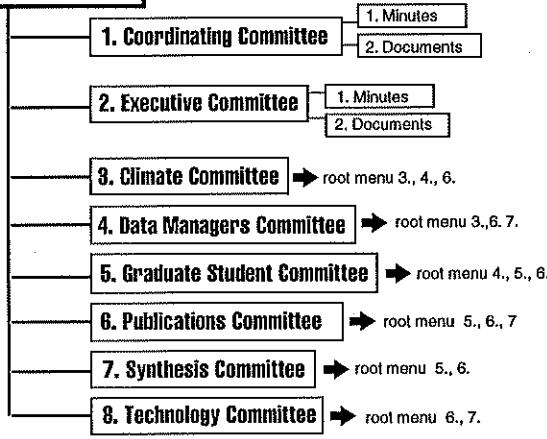 1. Coordinating Committee
1. Minutes
2. Documents
2. Executive Committee
1. Minutes
2. Documents
3. Climate Committee root menu 3., 4., 6.
4. Data Managers Committee root menu 3.,6. 7.
5. Graduate Student Committee root menu 4., 5., 6.
6. Publications Committee root menu 5., 6., 7
7. Synthesis Committee root menu 5., 6.
8. Technology Committee root menu 6., 7.